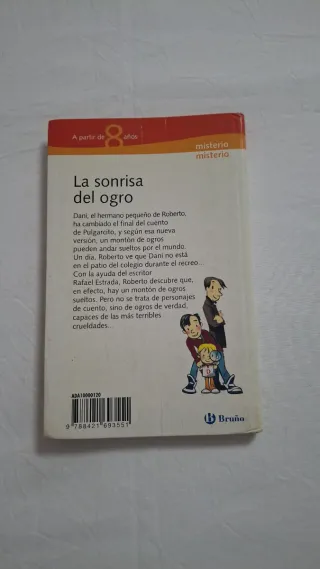 A partir de 8 años
misterio
misterio
La sonrisa
del ogro
Dani, el hermano pequeño de Roberto,
ha cambiado el final del cuento
de Pulgarcito, y según esa nueva
versión, un montón de ogros
pueden andar sueltos por el mundo.
Un día, Roberto ve que Dani no está
en el patio del colegio durante el recreo...
Con la ayuda del escritor
Rafael Estrada, Roberto descubre que,
en efecto, hay un montón de ogros
sueltos. Pero no se trata de personajes
de cuento, sino de ogros de verdad,
capaces de las más terribles
crueldades...
ADA10000120
9 788421 693551
Bruño